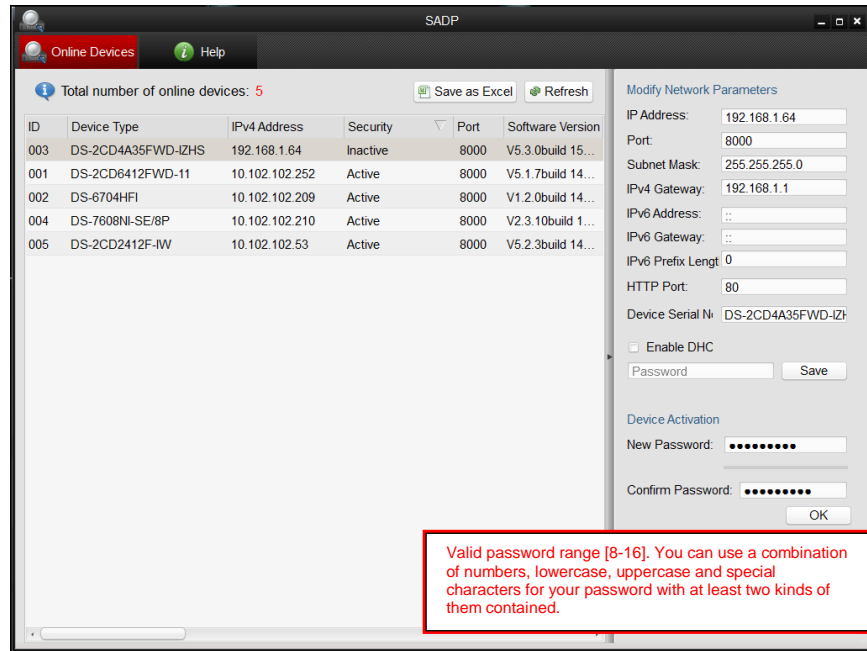 SADP
Online Devices
Help
Total number of online devices: 5
Save as Excel
Refresh
ID Device Type IPv4 Address Security Port Software Version
003 DS-2CD4A35FWD-IZHS 192.168.1.64 Inactive 8000 V5.3.0build 15...
001 DS-2CD6412FWD-11 10.102.102.252 Active 8000 V5.1.7build 14...
002 DS-6704HFI 10.102.102.209 Active 8000 V1.2.0build 14...
004 DS-7608NI-SE/8P 10.102.102.210 Active 8000 V2.3.10build 1...
005 DS-2CD2412F-IW 10.102.102.53 Active 8000 V5.2.3build 14...
Modify Network Parameters
IP Address: 192.168.1.64
Port: 8000
Subnet Mask: 255.255.255.0
IPv4 Gateway: 192.168.1.1
IPv6 Address: ::
IPv6 Gateway: ::
IPv6 Prefix Lengt 0
HTTP Port: 80
Device Serial N DS-2CD4A35FWD-IZH
Enable DHC
Password
Save
Device Activation
New Password: •••••••••
Confirm Password: •••••••••
OK
Valid password range [8-16]. You can use a combination
of numbers, lowercase, uppercase and special
characters for your password with at least two kinds of
them contained.